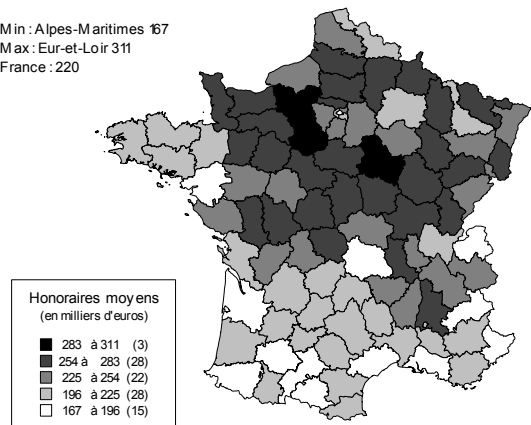 Min : Alpes-Maritimes 167
Max : Eur-et-Loir 311
France : 220
Honoraires moyens
(en milliers d'euros)
283 à 311 (3)
254 à 283 (28)
225 à 254 (22)
196 à 225 (28)
167 à 196 (15)